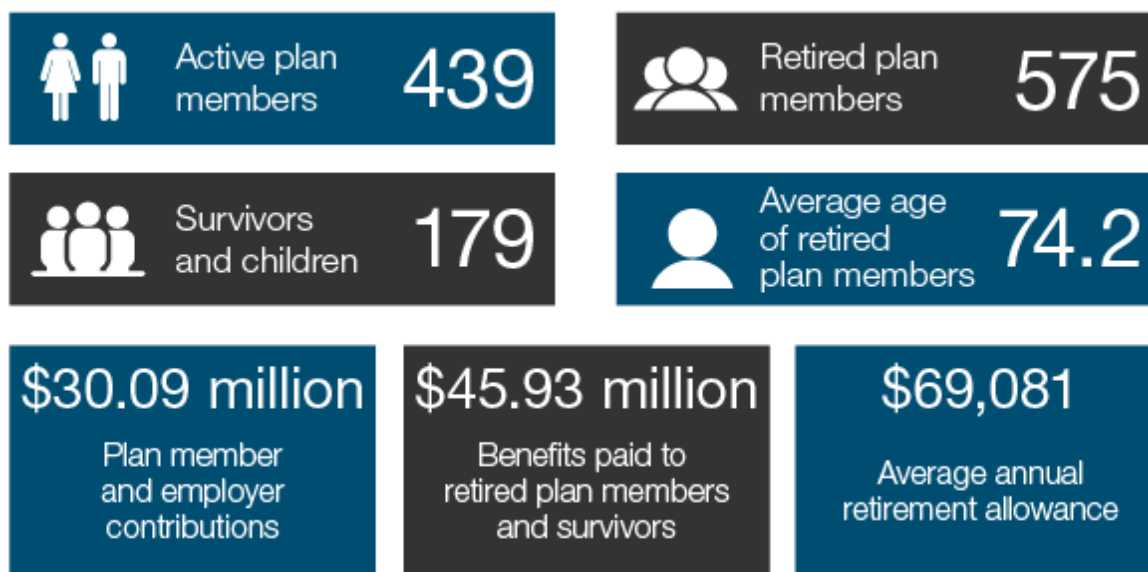 Active plan
members
439
Retired plan
members
575
Survivors
and children
179
Average age
of retired
plan members
74.2
$30.09 million
Plan member
and employer
contributions
$45.93 million
Benefits paid to
retired plan members
and survivors
$69,081
Average annual
retirement allowance